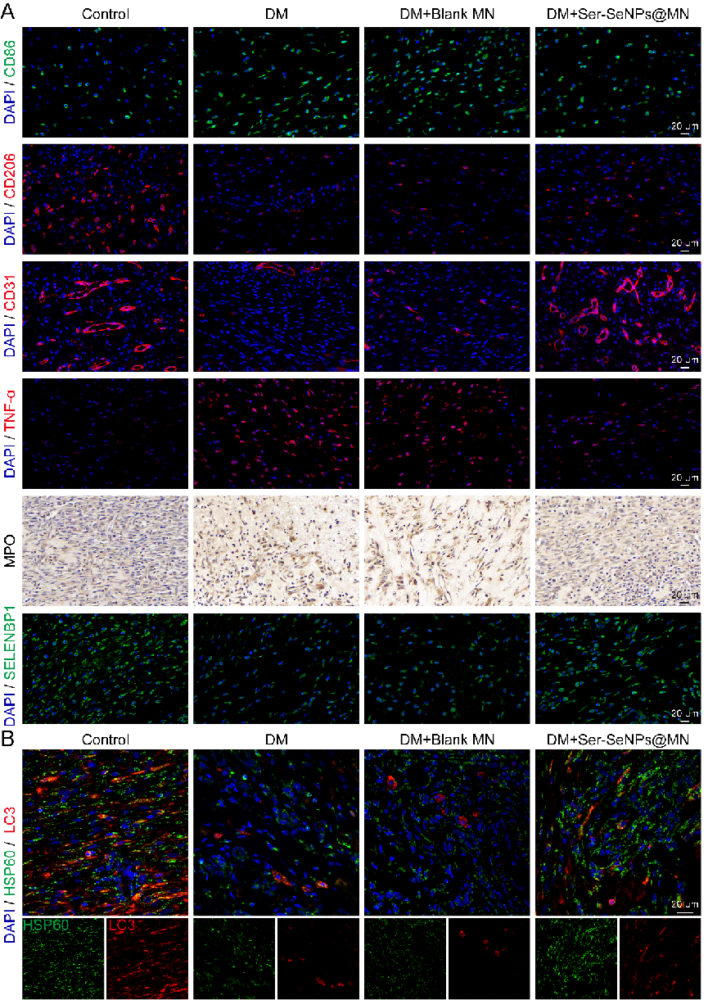 A
Control
DM
DM+Blank MN
DM+Ser-SeNPs@MN
DAPI / CD86
20 μm
DAPI / CD206
20 μm
DAPI / CD31
20 μm
DAPI / TNF-α
20 μm
MPO
20 μm
DAPI / SELENBP1
20 μm
B
Control
DM
DM+Blank MN
DM+Ser-SeNPs@MN
DAPI / HSP60 / LC3
20 μm
HSP60
LC3